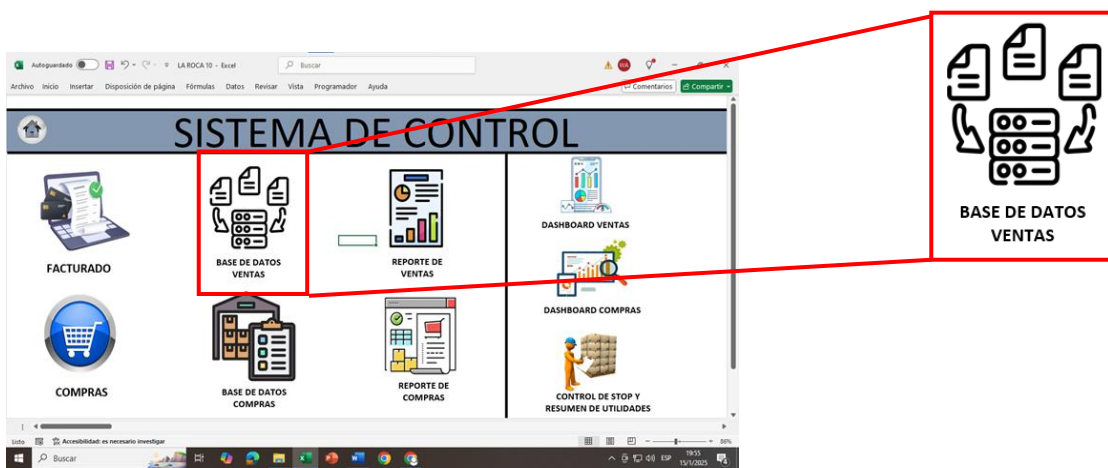 Autoguardado
LA ROCA 10 - Excel
Buscar
WA
Archivo Inicio Insertar Disposición de página Fórmulas Datos Revisar Vista Programador Ayuda
Comentarios
Compartir
SISTEMA DE CONTROL
FACTURADO
BASE DE DATOS
VENTAS
REPORTE DE
VENTAS
DASHBOARD VENTAS
DASHBOARD COMPRAS
COMPRAS
BASE DE DATOS
COMPRAS
REPORTE DE
COMPRAS
CONTROL DE STOP Y
RESUMEN DE UTILIDADES
Listo
Accesibilidad: es necesario investigar
86%
Buscar
ESP
19:55
15/1/2025
BASE DE DATOS
VENTAS